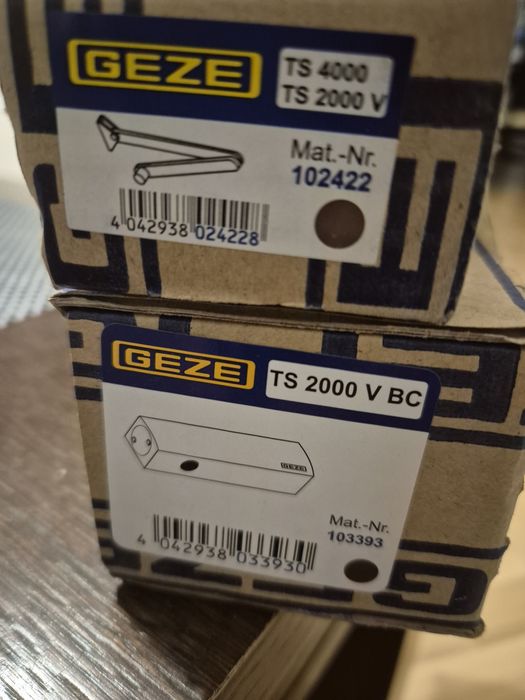 GEZE
TS 4000
TS 2000 V
Mat.-Nr.
102422
4 042938 024228
GEZE
TS 2000 V BC
GEZE
Mat.-Nr.
103393
4 042938 033930